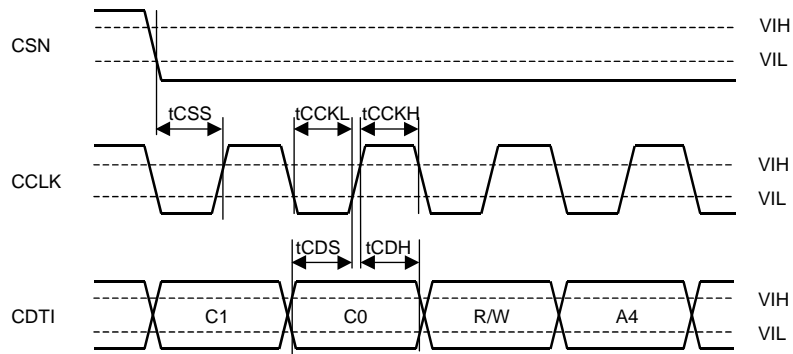 CSN
VIH
VIL
tCSS
tCCKL
tCCKH
CCLK
VIH
VIL
tCDS
tCDH
CDTI
C1
C0
R/W
A4
VIH
VIL